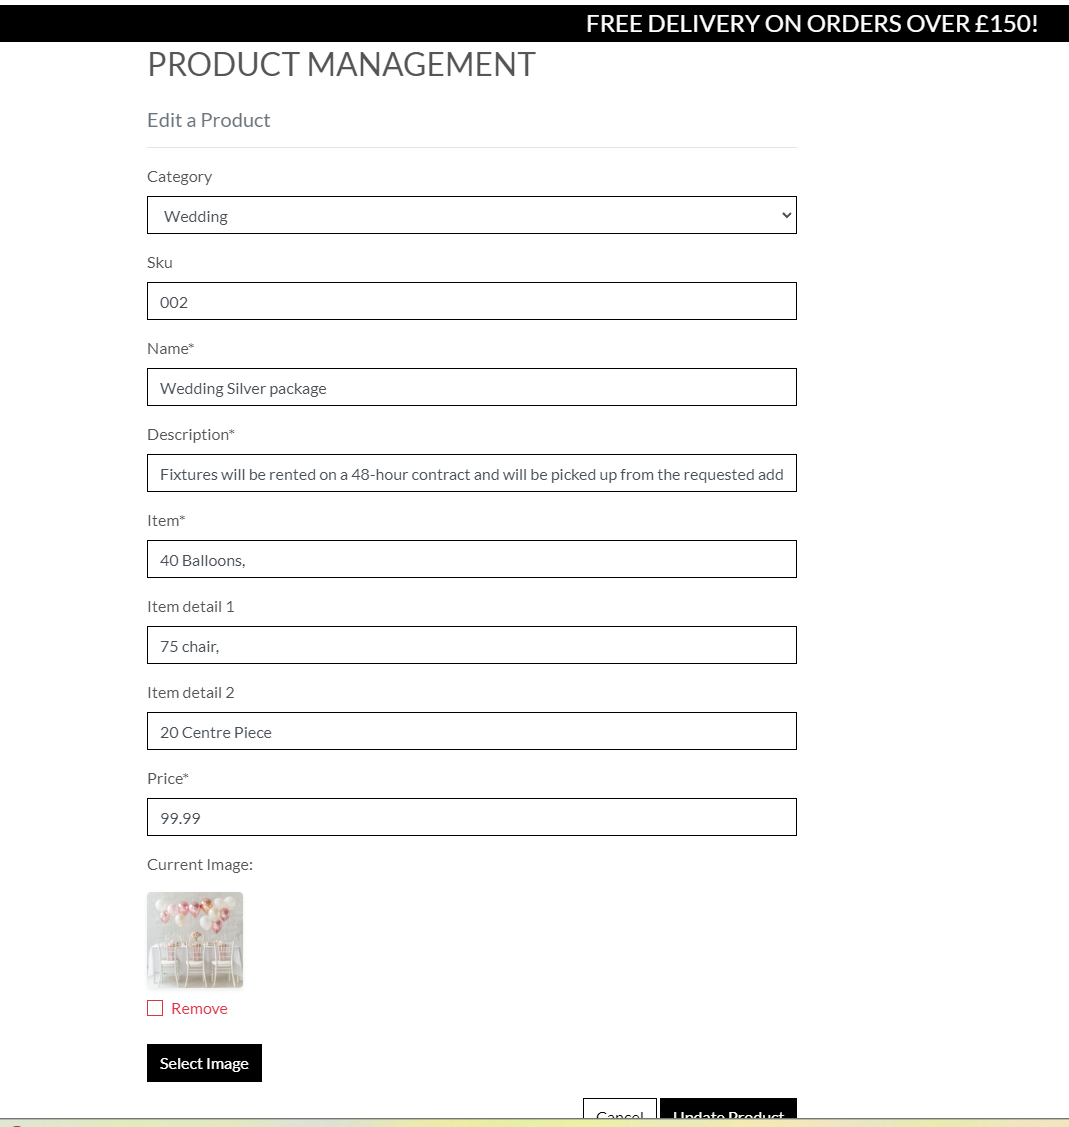 FREE DELIVERY ON ORDERS OVER £150!
PRODUCT MANAGEMENT
Edit a Product
Category
Wedding
Sku
002
Name*
Wedding Silver package
Description*
Fixtures will be rented on a 48-hour contract and will be picked up from the requested add
Item*
40 Balloons,
Item detail 1
75 chair,
Item detail 2
20 Centre Piece
Price*
99.99
Current Image:
Remove
Select Image
Cancel Update Product